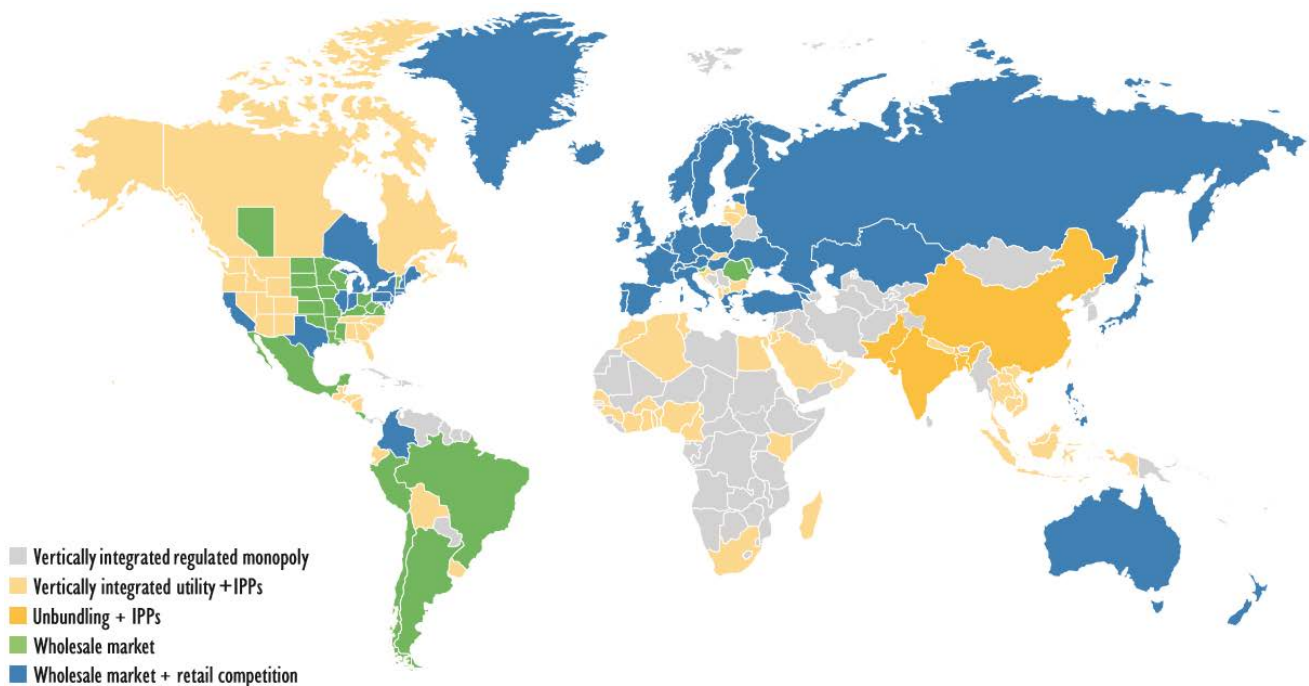 Vertically integrated regulated monopoly
Vertically integrated utility +IPPs
Unbundling + IPPs
Wholesale market
Wholesale market + retail competition